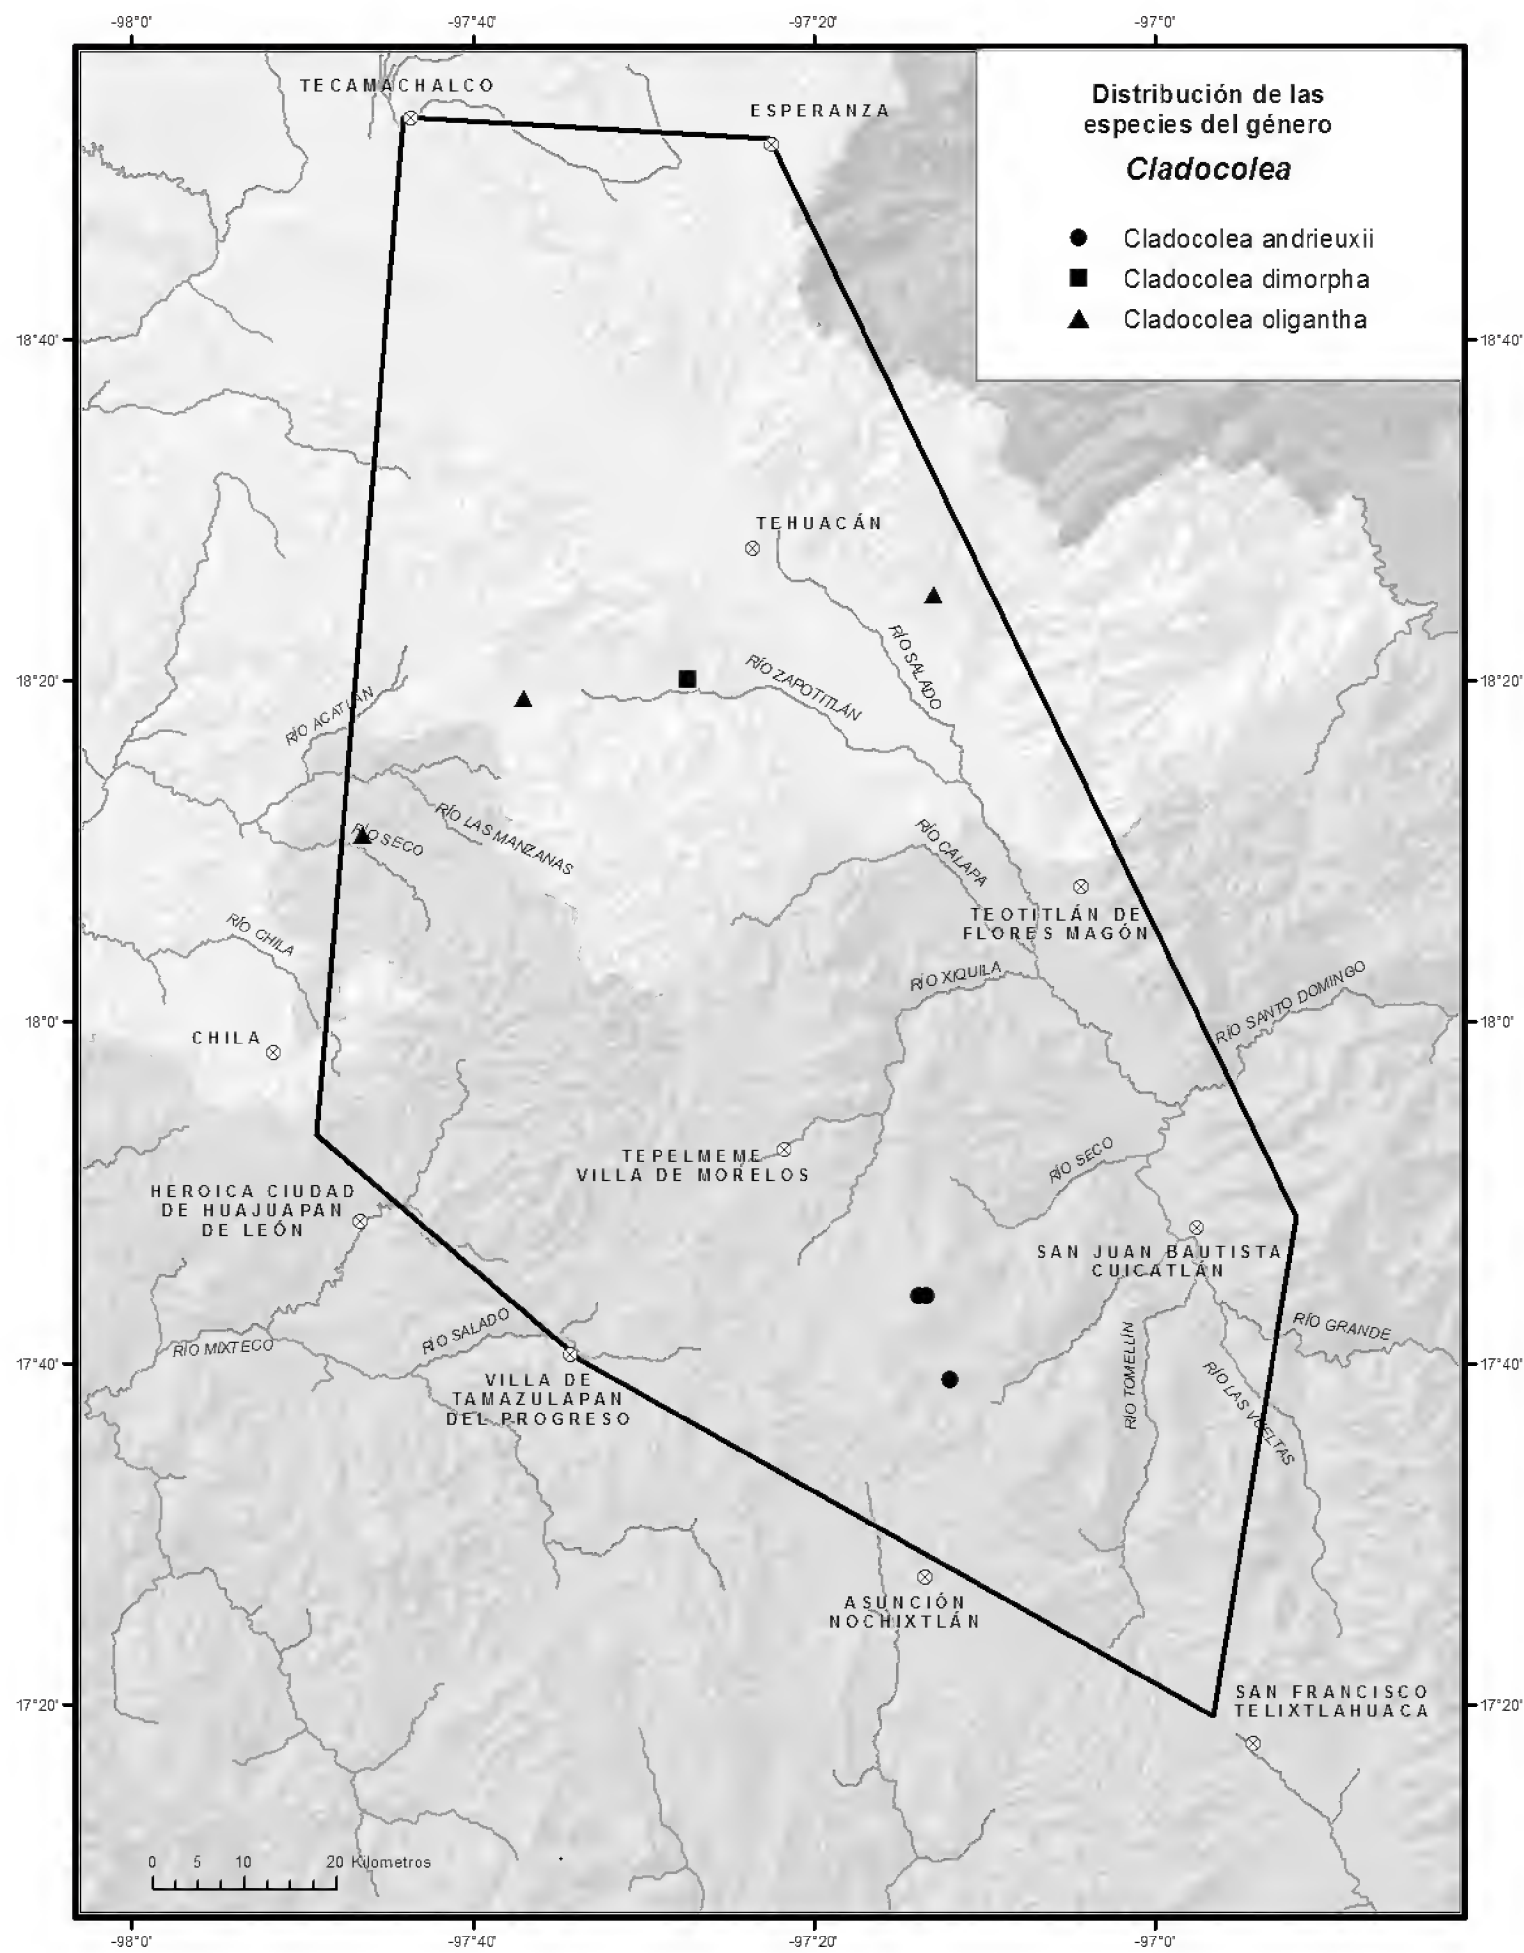 -98°0'
-97°40'
-97°20'
-97°0'
TECAMACHALCO
ESPERANZA
Distribución de las
especies del género
Cladocolea
Cladocolea andrieuxii
Cladocolea dimorpha
Cladocolea oligantha
18°40'
18°40'
TEHUACÁN
RÍO SALADO
18°20'
RÍO ZAPOTITLÁN
18°20'
RÍO ACATLÁN
RÍO LAS MANZANAS
RÍO SECO
RÍO CALAPA
TEOTITLÁN DE
FLORES MAGÓN
RÍO CHILA
RÍO XIQUILA
RÍO SANTO DOMINGO
18°0'
18°0'
CHILA
TEPELMEME
VILLA DE MORELOS
RÍO SECO
HEROICA CIUDAD
DE HUAJUAPAN
DE LEÓN
SAN JUAN BAUTISTA
CUICATLÁN
RÍO MIXTECO
RÍO SALADO
RÍO GRANDE
17°40'
17°40'
VILLA DE
TAMAZULAPAN
DEL PROGRESO
RÍO TOMELLÍN
RÍO LAS VUELTAS
ASUNCIÓN
NOCHIXTLÁN
17°20'
SAN FRANCISCO
TELIXTLAHUACA
17°20'
0 5 10 20 Kilometros
-98°0'
-97°40'
-97°20'
-97°0'